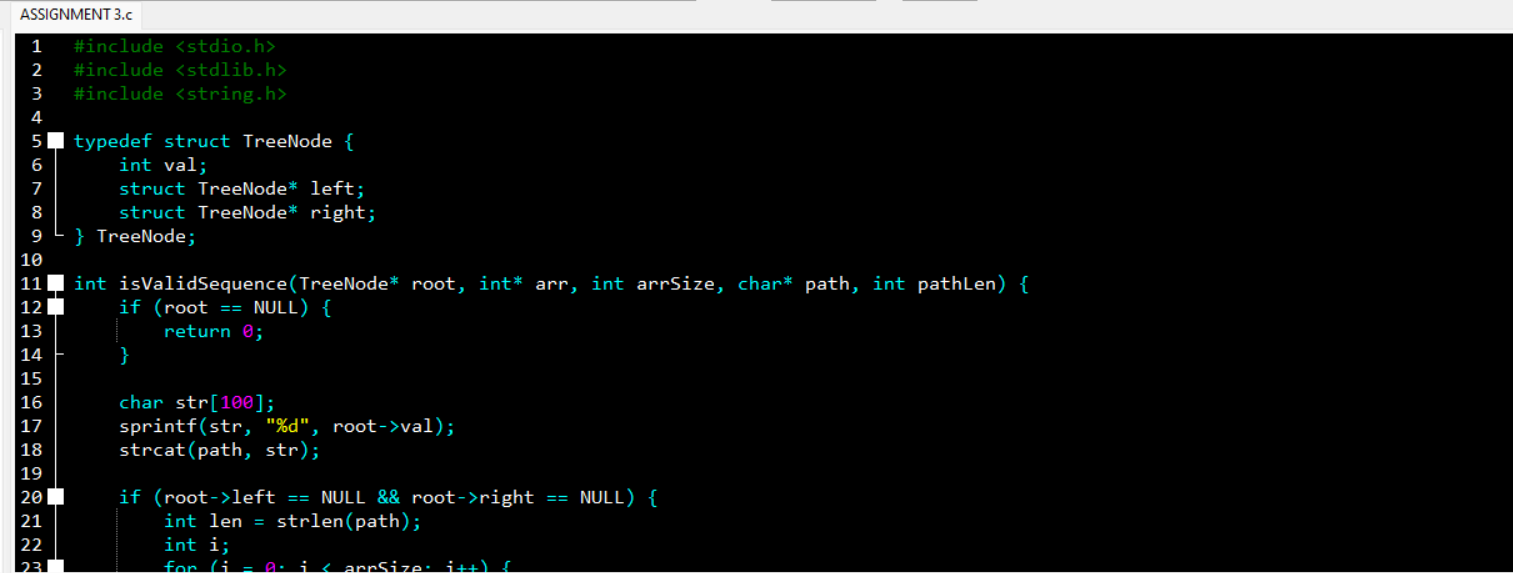 ASSIGNMENT 3.c
1 #include <stdio.h>
2 #include <stdlib.h>
3 #include <string.h>
4
5 typedef struct TreeNode {
6 int val;
7 struct TreeNode* left;
8 struct TreeNode* right;
9 } TreeNode;
10
11 int isValidSequence(TreeNode* root, int* arr, int arrSize, char* path, int pathLen) {
12 if (root == NULL) {
13 return 0;
14 }
15
16 char str[100];
17 sprintf(str, "%d", root->val);
18 strcat(path, str);
19
20 if (root->left == NULL && root->right == NULL) {
21 int len = strlen(path);
22 int i;
23 for (i = 0; i < arrSize; i++) {